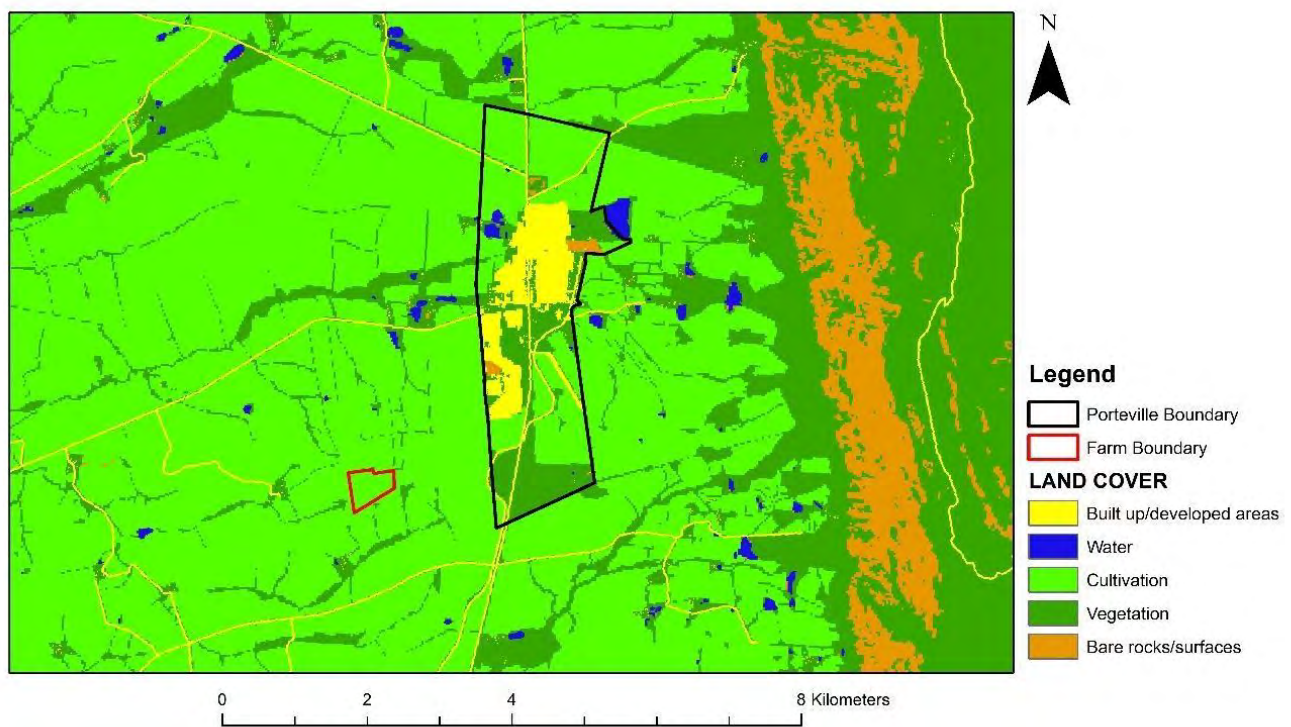 N
Legend
Porteville Boundary
Farm Boundary
LAND COVER
Built up/developed areas
Water
Cultivation
Vegetation
Bare rocks/surfaces
0 2 4 8 Kilometers